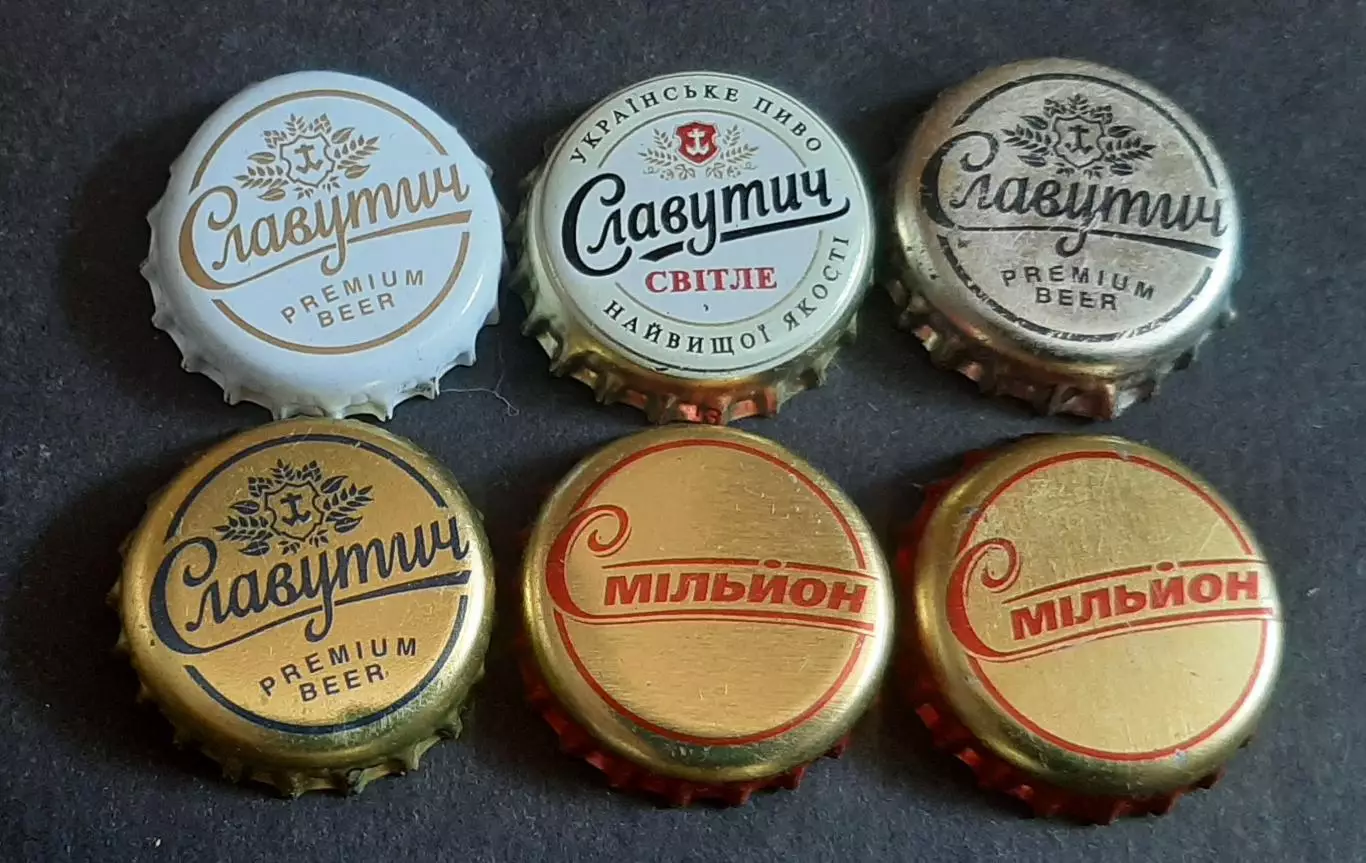 Славутич
PREMIUM
BEER
УКРАЇНСЬКЕ ПИВО
Славутич
СВІТЛЕ
НАЙВИЩОЇ ЯКОСТІ
Славутич
PREMIUM
BEER
Славутич
PREMIUM
BEER
С МІЛЬЙОН
С МІЛЬЙОН